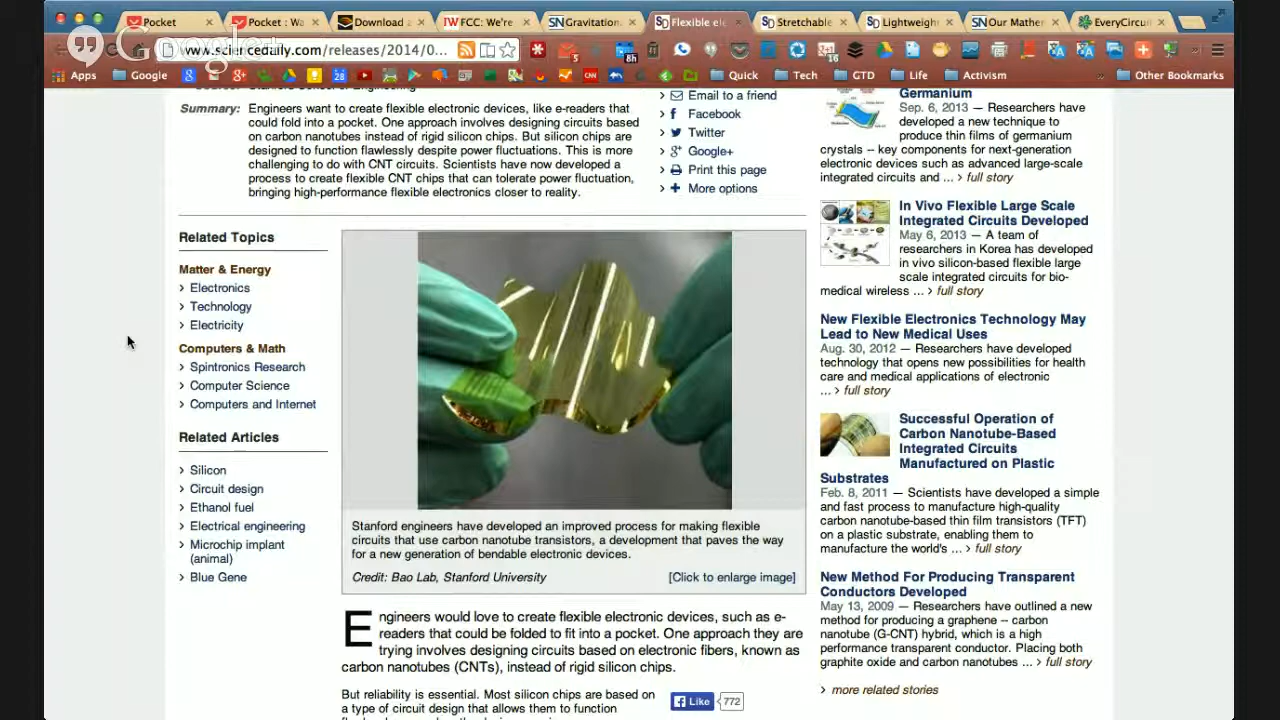 Pocket
Pocket : Wa
Download a
FCC: We're
Gravitation
Flexible ele
Stretchable
Lightweight
Our Mather
EveryCircui
Google+
www.sciencedaily.com/releases/2014/0...
Apps
Google
Quick
Tech
GTD
Life
Activism
Other Bookmarks
Summary:
Engineers want to create flexible electronic devices, like e-readers that
could fold into a pocket. One approach involves designing circuits based
on carbon nanotubes instead of rigid silicon chips. But silicon chips are
designed to function flawlessly despite power fluctuations. This is more
challenging to do with CNT circuits. Scientists have now developed a
process to create flexible CNT chips that can tolerate power fluctuation,
bringing high-performance flexible electronics closer to reality.
Email to a friend
Facebook
Twitter
Google+
Print this page
More options
Related Topics
Matter & Energy
Electronics
Technology
Electricity
Computers & Math
Spintronics Research
Computer Science
Computers and Internet
Related Articles
Silicon
Circuit design
Ethanol fuel
Electrical engineering
Microchip implant
(animal)
Blue Gene
Stanford engineers have developed an improved process for making flexible
circuits that use carbon nanotube transistors, a development that paves the way
for a new generation of bendable electronic devices.
Credit: Bao Lab, Stanford University
[Click to enlarge image]
Engineers would love to create flexible electronic devices, such as e-
readers that could be folded to fit into a pocket. One approach they are
trying involves designing circuits based on electronic fibers, known as
carbon nanotubes (CNTs), instead of rigid silicon chips.
But reliability is essential. Most silicon chips are based on
a type of circuit design that allows them to function
Like 772
Germanium
Sep. 6, 2013 — Researchers have
developed a new technique to
produce thin films of germanium
crystals -- key components for next-generation
electronic devices such as advanced large-scale
integrated circuits and ... > full story
In Vivo Flexible Large Scale
Integrated Circuits Developed
May 6, 2013 — A team of
researchers in Korea has developed
in vivo silicon-based flexible large
scale integrated circuits for bio-
medical wireless ... > full story
New Flexible Electronics Technology May
Lead to New Medical Uses
Aug. 30, 2012 — Researchers have developed
technology that opens new possibilities for health
care and medical applications of electronic
... > full story
Successful Operation of
Carbon Nanotube-Based
Integrated Circuits
Manufactured on Plastic
Substrates
Feb. 8, 2011 — Scientists have developed a simple
and fast process to manufacture high-quality
carbon nanotube-based thin film transistors (TFT)
on a plastic substrate, enabling them to
manufacture the world's ... > full story
New Method For Producing Transparent
Conductors Developed
May 13, 2009 — Researchers have outlined a new
method for producing a graphene -- carbon
nanotube (G-CNT) hybrid, which is a high
performance transparent conductor. Placing both
graphite oxide and carbon nanotubes ... > full story
> more related stories